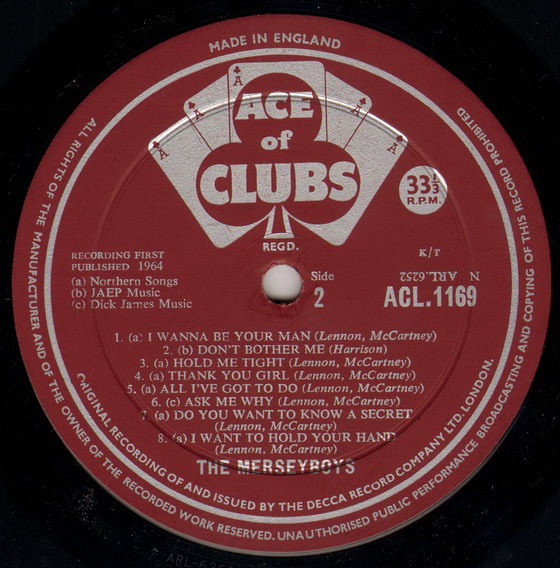 MADE IN ENGLAND
A
A
A
A
ACE
of
CLUBS
REGD.
33⅓
R.P.M.
RECORDING FIRST
PUBLISHED 1964
(a) Northern Songs
(b) JAEP Music
(c) Dick James Music
Side
2
K/T
N ARL.6252
ACL.1169
1. (a) I WANNA BE YOUR MAN (Lennon, McCartney)
2. (b) DON'T BOTHER ME (Harrison)
3. (a) HOLD ME TIGHT (Lennon, McCartney)
4. (a) THANK YOU GIRL (Lennon, McCartney)
5. (a) ALL I'VE GOT TO DO (Lennon, McCartney)
6. (c) ASK ME WHY (Lennon, McCartney)
7. (a) DO YOU WANT TO KNOW A SECRET
(Lennon, McCartney)
8. (a) I WANT TO HOLD YOUR HAND
(Lennon, McCartney)
THE MERSEYBOYS
ORIGINAL RECORDING OF AND ISSUED BY THE DECCA RECORD COMPANY LTD, LONDON.
ALL RIGHTS OF THE MANUFACTURER AND OF THE OWNER OF THE RECORDED WORK RESERVED. UNAUTHORISED PUBLIC PERFORMANCE BROADCASTING AND COPYING OF THIS RECORD PROHIBITED